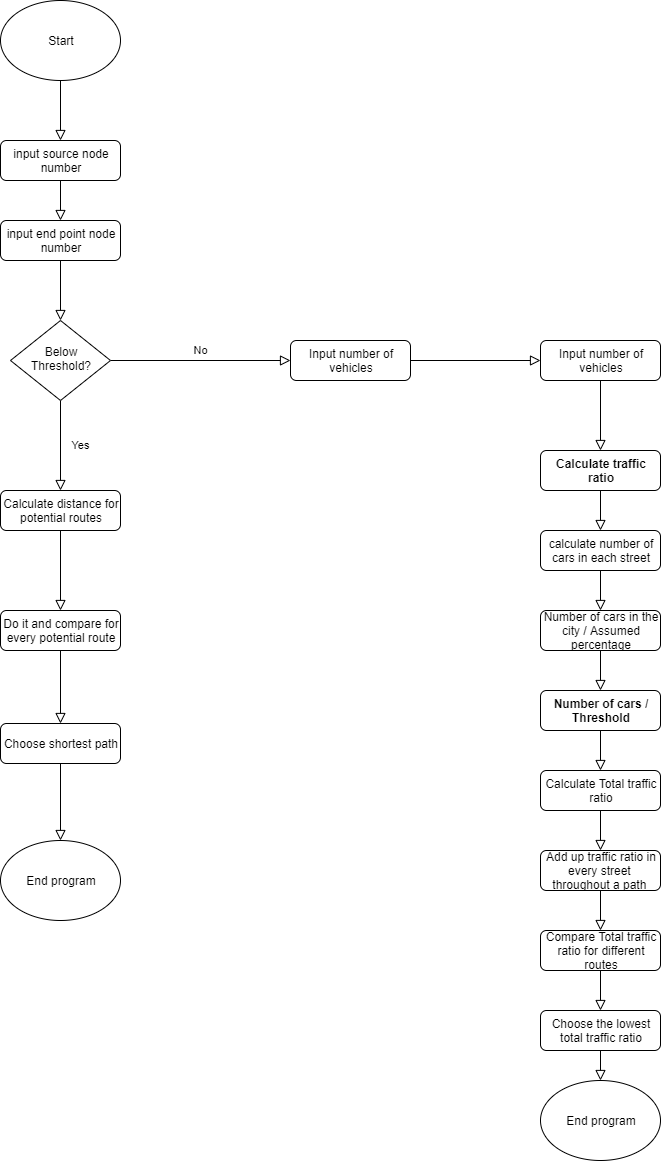 Start
input source node
number
input end point node
number
Below
Threshold?
No
Input number of
vehicles
Input number of
vehicles
Yes
Calculate distance for
potential routes
Do it and compare for
every potential route
Choose shortest path
End program
Calculate traffic
ratio
calculate number of
cars in each street
Number of cars in the
city / Assumed
percentage
Number of cars /
Threshold
Calculate Total traffic
ratio
Add up traffic ratio in
every street
throughout a path
Compare Total traffic
ratio for different
routes
Choose the lowest
total traffic ratio
End program